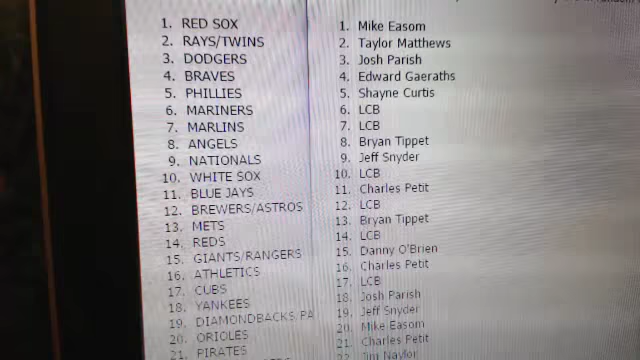 1. RED SOX
2. RAYS/TWINS
3. DODGERS
4. BRAVES
5. PHILLIES
6. MARINERS
7. MARLINS
8. ANGELS
9. NATIONALS
10. WHITE SOX
11. BLUE JAYS
12. BREWERS/ASTROS
13. METS
14. REDS
15. GIANTS/RANGERS
16. ATHLETICS
17. CUBS
18. YANKEES
19. DIAMONDBACKS/PA
20. ORIOLES
21. PIRATES
1. Mike Easom
2. Taylor Matthews
3. Josh Parish
4. Edward Gaeraths
5. Shayne Curtis
6. LCB
7. LCB
8. Bryan Tippet
9. Jeff Snyder
10. LCB
11. Charles Petit
12. LCB
13. Bryan Tippet
14. LCB
15. Danny O'Brien
16. Charles Petit
17. LCB
18. Josh Parish
19. Jeff Snyder
20. Mike Easom
21. Charles Petit
22. Jim Naylor